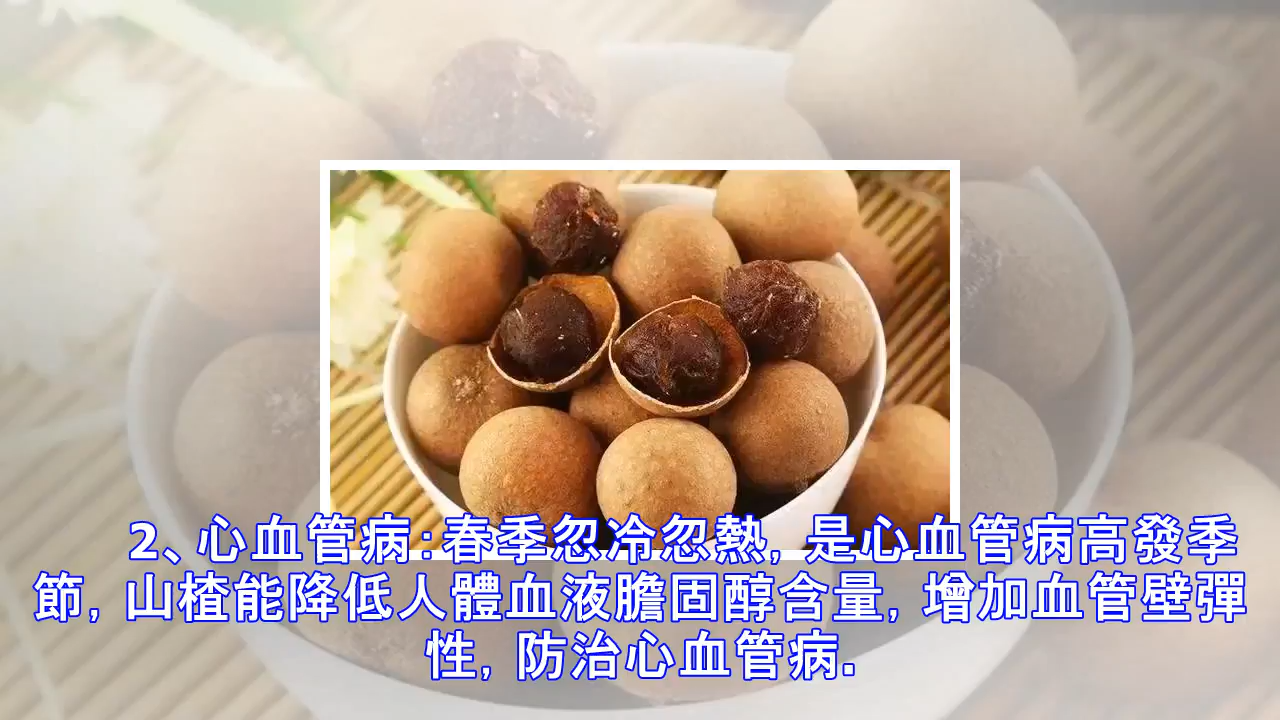 2、心血管病:春季忽冷忽熱, 是心血管病高發季
節, 山楂能降低人體血液膽固醇含量, 增加血管壁彈
性, 防治心血管病.